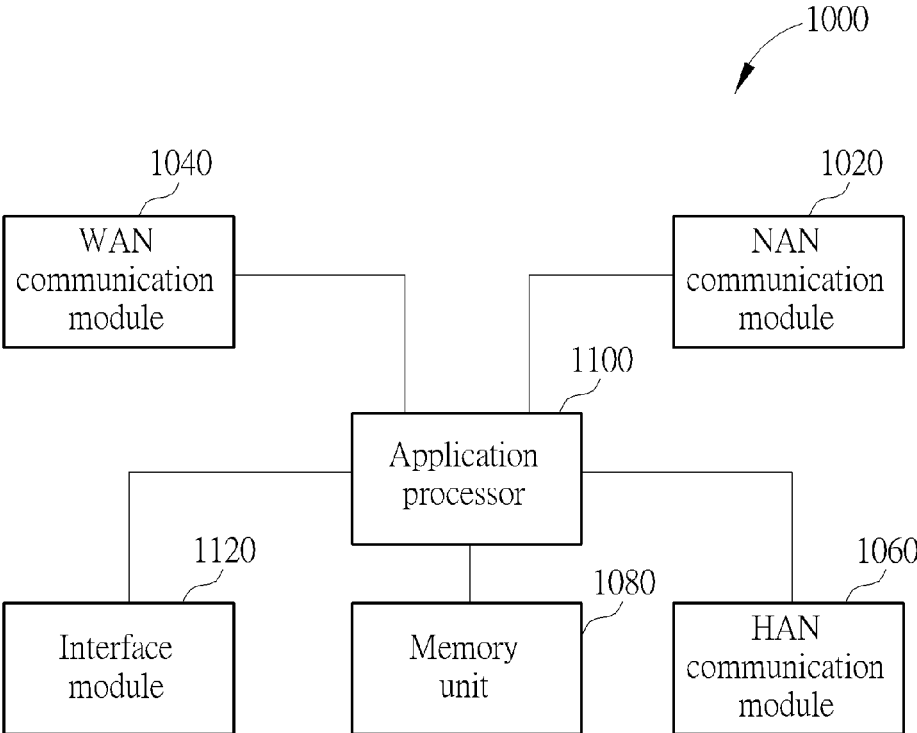 1000
1040
WAN
communication
module
1020
NAN
communication
module
1100
Application
processor
1120
Interface
module
1080
Memory
unit
1060
HAN
communication
module